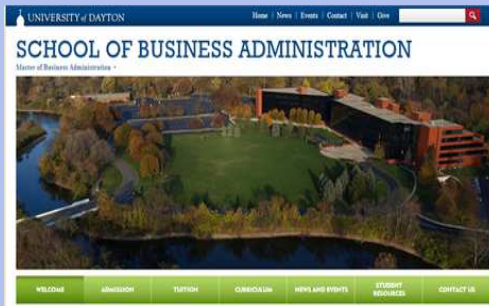 UNIVERSITY of DAYTON
Home | News | Events | Contact | Visit | Give
SCHOOL OF BUSINESS ADMINISTRATION
Master of Business Administration
WELCOME
ADMISSION
TUITION
CURRICULUM
NEWS AND EVENTS
STUDENT RESOURCES
CONTACT US